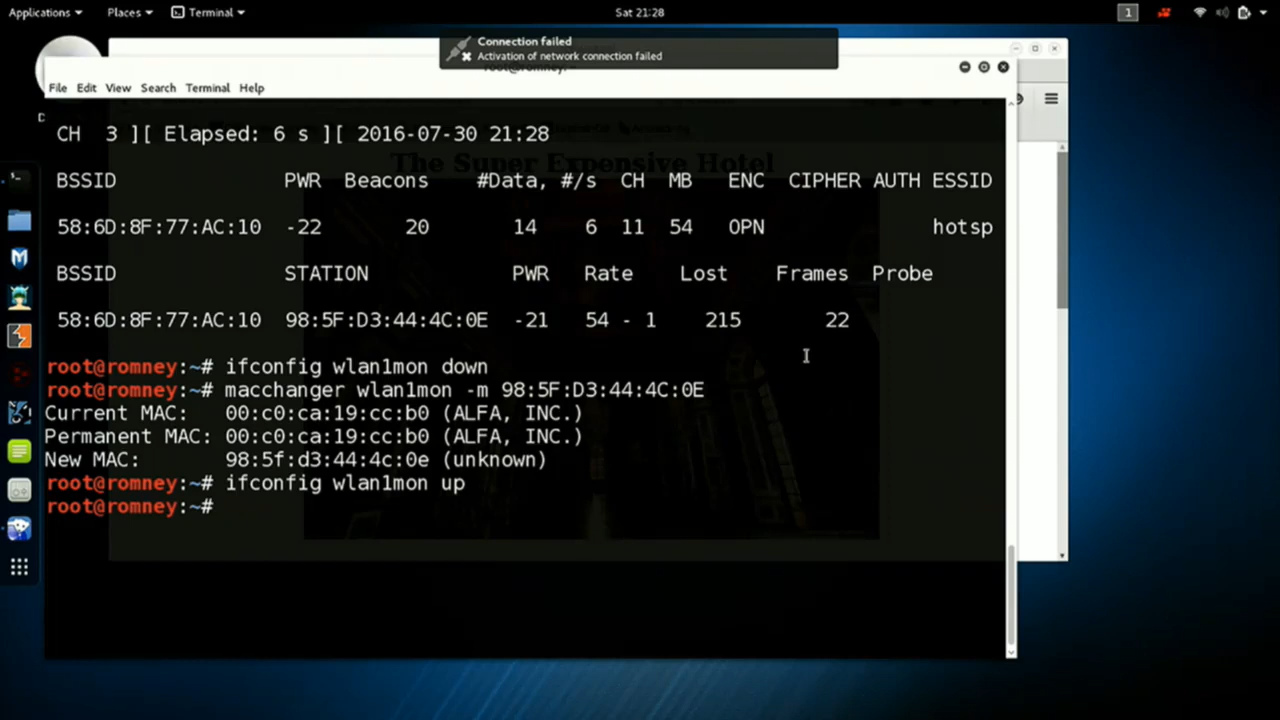 Applications Places Terminal Sat 21:28 1
Connection failed
Activation of network connection failed
File Edit View Search Terminal Help
CH 3 ][ Elapsed: 6 s ][ 2016-07-30 21:28
The Super Expensive Hotel
BSSID PWR Beacons #Data, #/s CH MB ENC CIPHER AUTH ESSID
58:6D:8F:77:AC:10 -22 20 14 6 11 54 OPN hotsp
BSSID STATION PWR Rate Lost Frames Probe
58:6D:8F:77:AC:10 98:5F:D3:44:4C:0E -21 54 - 1 215 22
root@romney:~# ifconfig wlan1mon down
root@romney:~# macchanger wlan1mon -m 98:5F:D3:44:4C:0E
Current MAC: 00:c0:ca:19:cc:b0 (ALFA, INC.)
Permanent MAC: 00:c0:ca:19:cc:b0 (ALFA, INC.)
New MAC: 98:5f:d3:44:4c:0e (unknown)
root@romney:~# ifconfig wlan1mon up
root@romney:~#